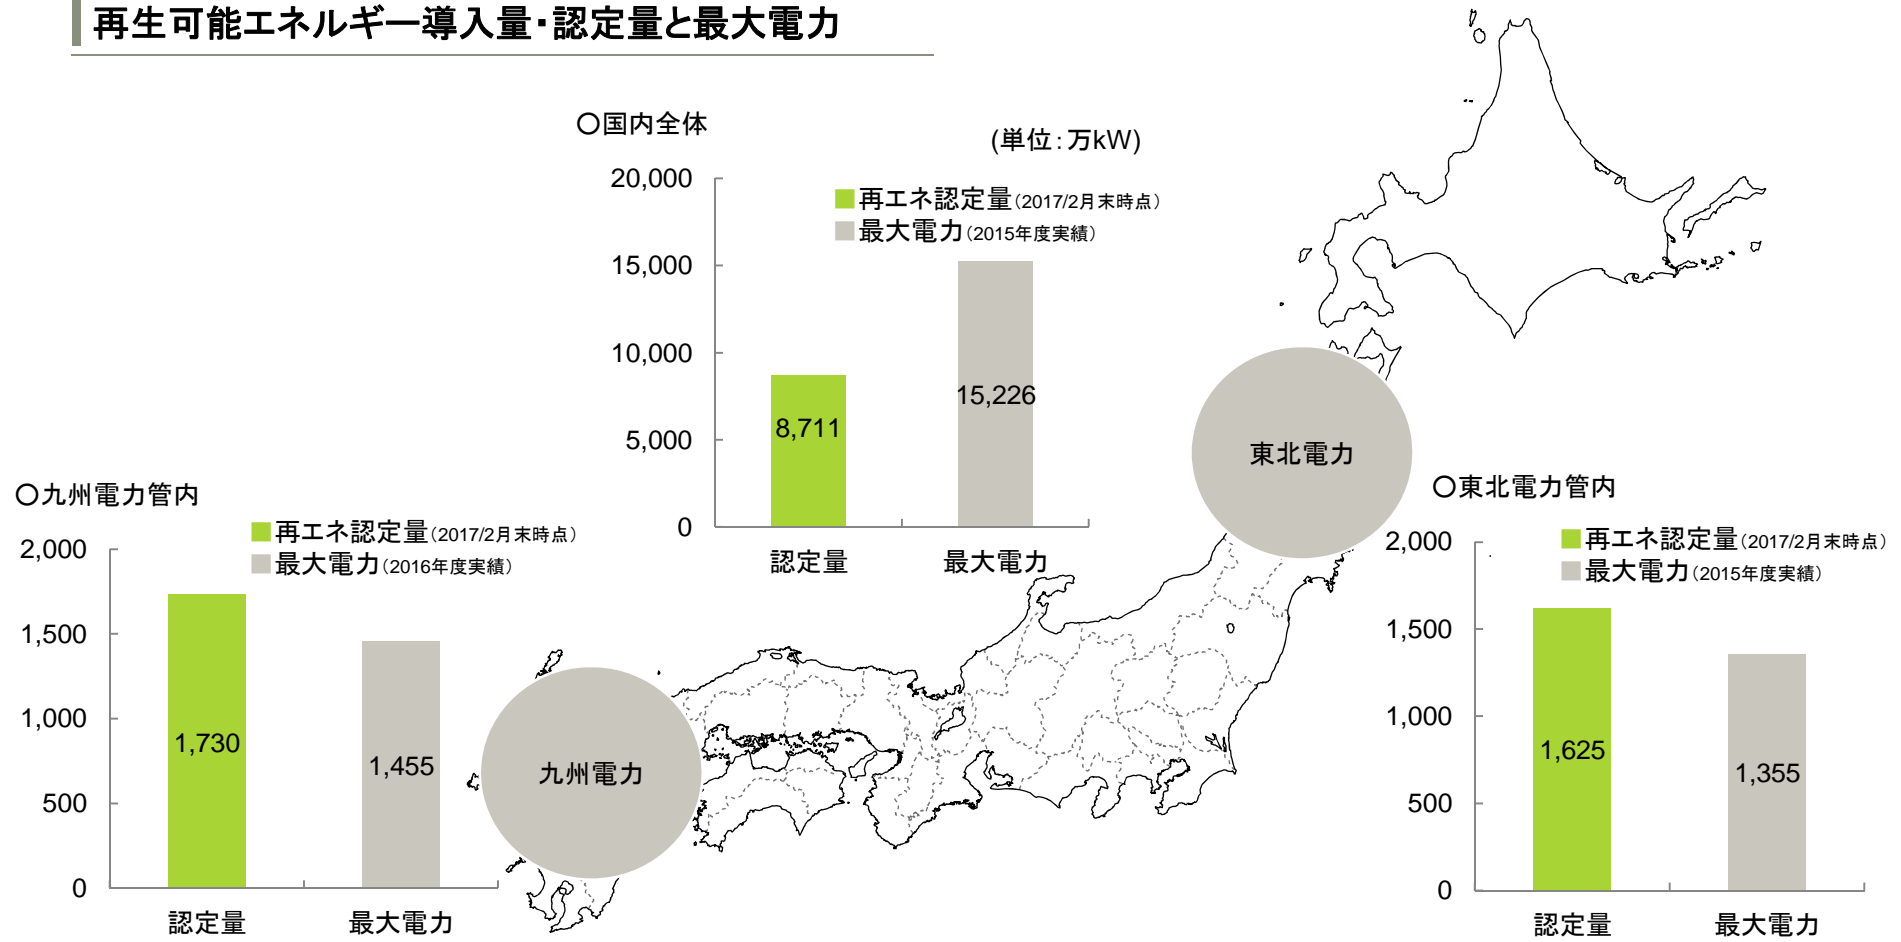 再生可能エネルギー導入量・認定量と最大電力
〇国内全体
(単位：万kW)
再エネ認定量（2017/2月末時点）
最大電力（2015年度実績）
20,000
15,000
10,000
5,000
0
8,711
15,226
認定量
最大電力
東北電力
九州電力
〇九州電力管内
再エネ認定量（2017/2月末時点）
最大電力（2016年度実績）
2,000
1,500
1,000
500
0
1,730
1,455
認定量
最大電力
〇東北電力管内
再エネ認定量（2017/2月末時点）
最大電力（2015年度実績）
2,000
1,500
1,000
500
0
1,625
1,355
認定量
最大電力